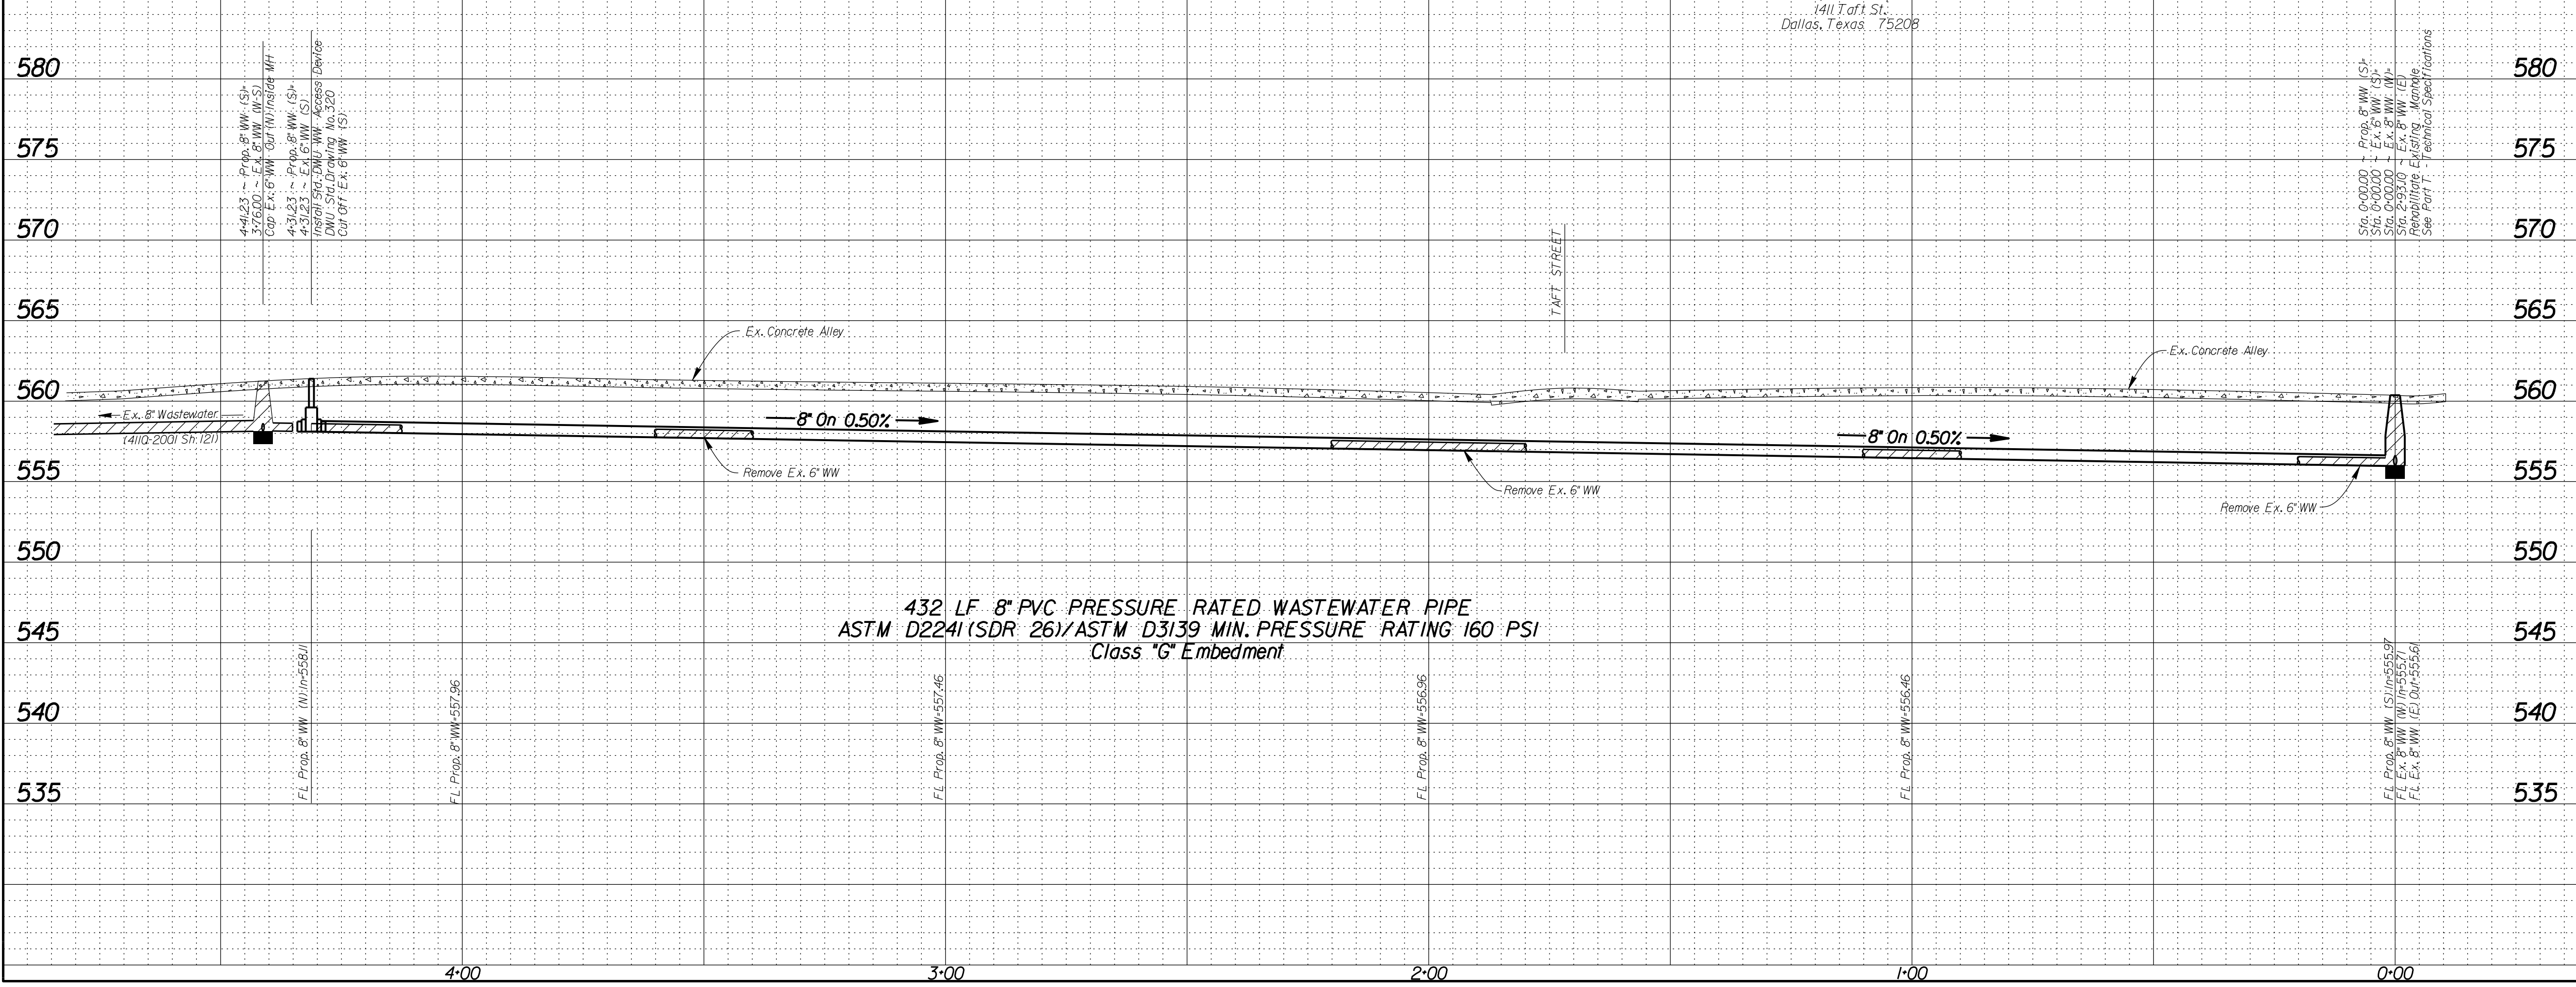 1411 Taft St.
Dallas, Texas 75208
580
575
570
565
560
555
550
545
540
535
580
575
570
565
560
555
550
545
540
535
4+41.23 ~ Prop. 8" WW (S)=
3+76.00 ~ Ex. 8" WW (W-S)
Cap Ex. 6" WW Out (N) Inside MH
4+31.23 ~ Prop. 8" WW (S)=
4+31.23 ~ Ex. 6" WW (S)
Install Std. DWU WW Access Device
DWU Std. Drawing No. 320
Cut Off Ex. 6" WW (S)
TAFT STREET
Sta. 0+00.00 ~ Prop. 8" WW (S)=
Sta. 0+00.00 ~ Ex. 6" WW (S)=
Sta. 0+00.00 ~ Ex. 8" WW (W)=
Sta. 2+93.10 ~ Ex. 8" WW (E)
Rehabilitate Existing Manhole
See Part T - Technical Specifications
Ex. Concrete Alley
Ex. Concrete Alley
Ex. 8" Wastewater
(411Q-2001 Sh.121)
8" On 0.50%
8" On 0.50%
Remove Ex. 6" WW
Remove Ex. 6" WW
Remove Ex. 6" WW
432 LF 8" PVC PRESSURE RATED WASTEWATER PIPE
ASTM D2241 (SDR 26)/ASTM D3139 MIN. PRESSURE RATING 160 PSI
Class "G" Embedment
FL Prop. 8" WW (N) In=558.11
FL Prop. 8" WW=557.96
FL Prop. 8" WW=557.46
FL Prop. 8" WW=556.96
FL Prop. 8" WW=556.46
FL Prop. 8" WW (S) In=555.97
FL Ex. 8" WW (W) In=555.71
FL Ex. 8" WW (E) Out=555.61
4+00
3+00
2+00
1+00
0+00